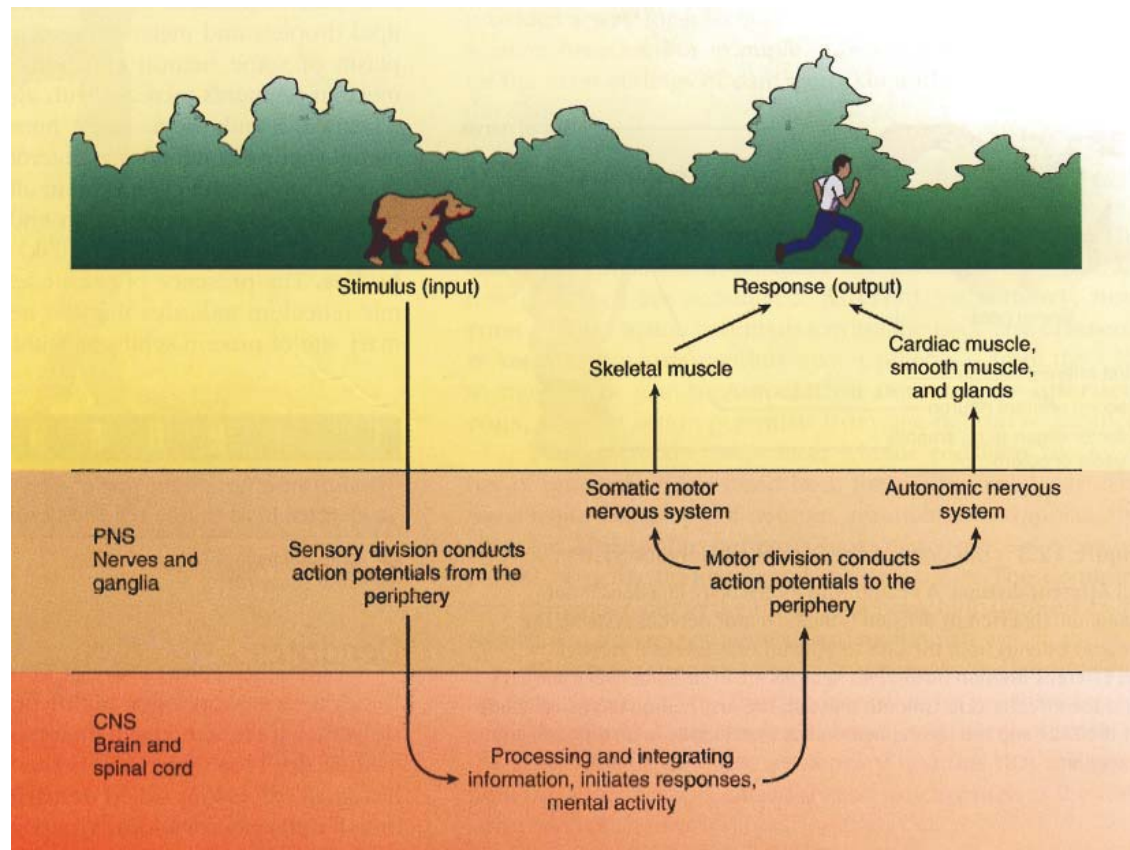 Stimulus (input)
Response (output)
Skeletal muscle
Cardiac muscle,
smooth muscle,
and glands
PNS
Nerves and
ganglia
Sensory division conducts
action potentials from the
periphery
Somatic motor
nervous system
Autonomic nervous
system
Motor division conducts
action potentials to the
periphery
CNS
Brain and
spinal cord
Processing and integrating
information, initiates responses,
mental activity